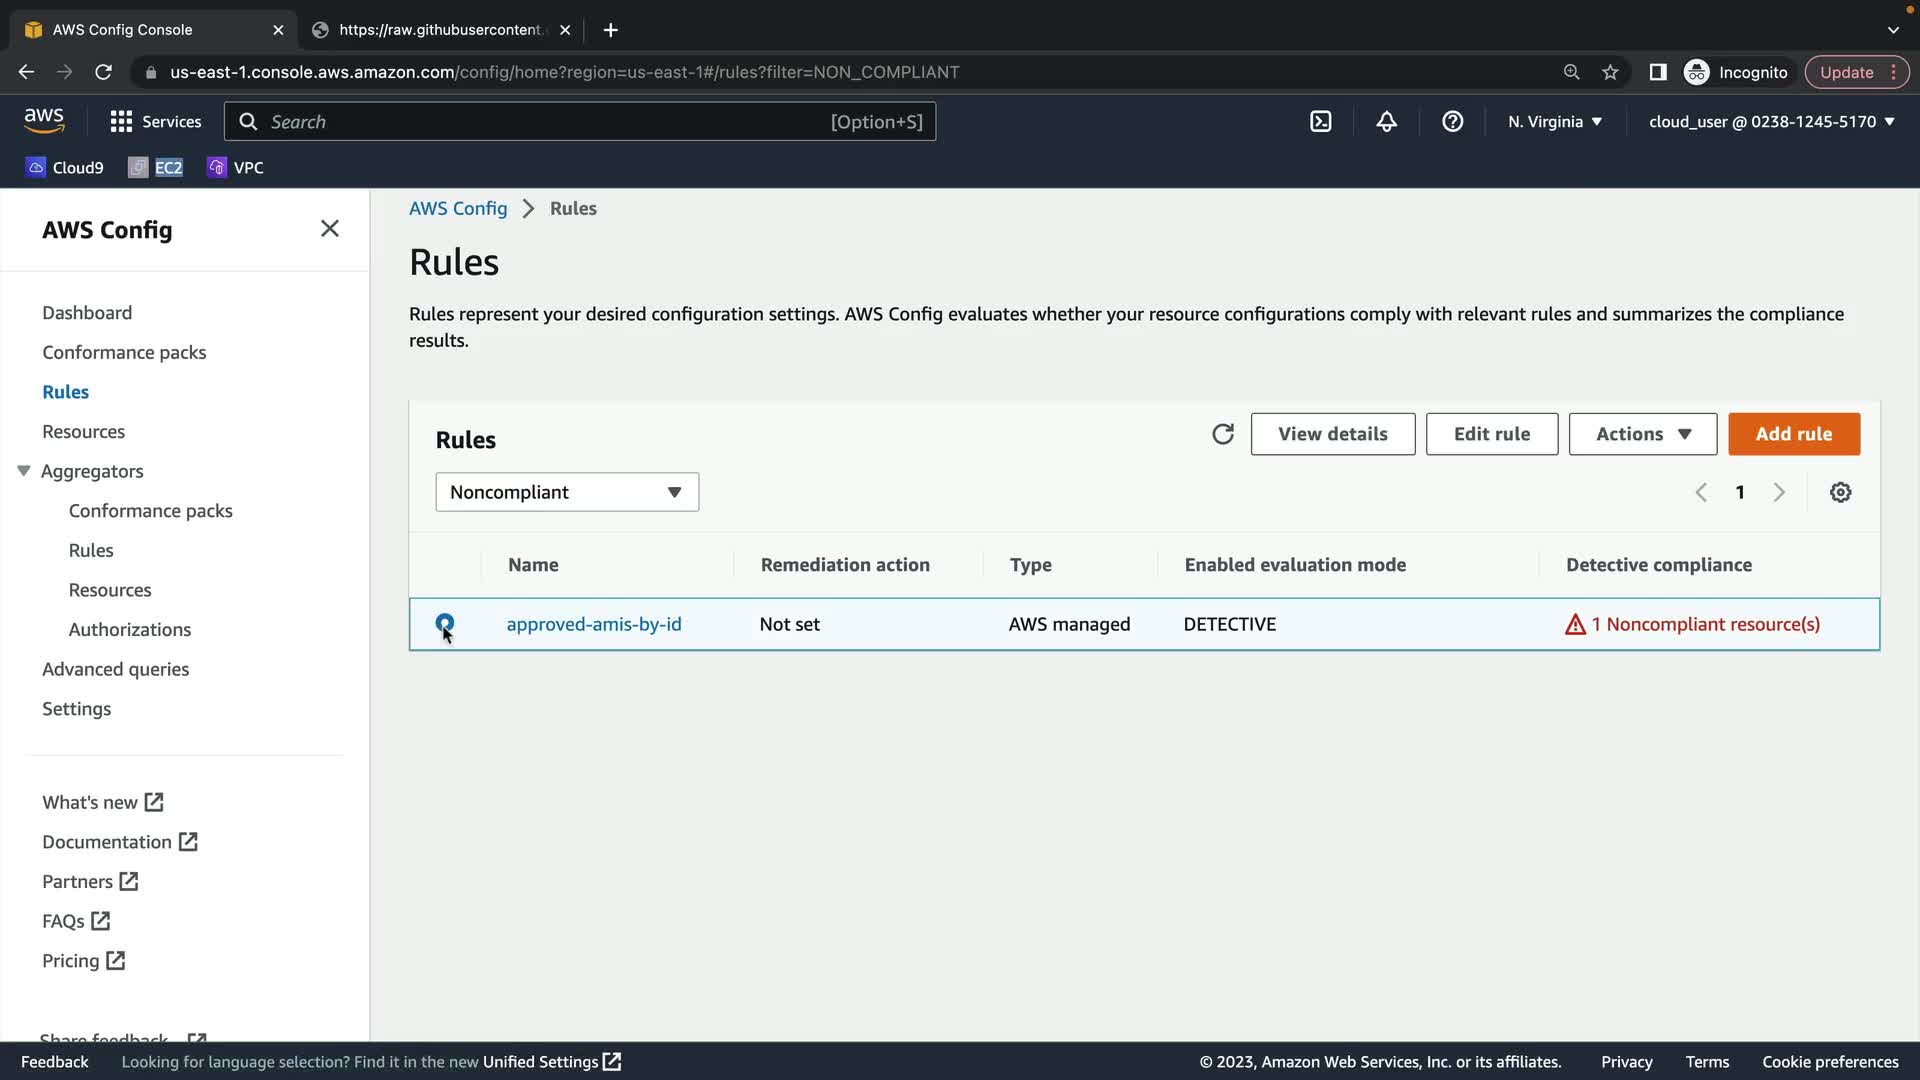 AWS Config Console
https://raw.githubusercontent.
us-east-1.console.aws.amazon.com/config/home?region=us-east-1#/rules?filter=NON_COMPLIANT
Incognito
Update
aws
Services
Search
[Option+S]
N. Virginia
cloud_user @ 0238-1245-5170
Cloud9
EC2
VPC
AWS Config
Dashboard
Conformance packs
Rules
Resources
Aggregators
Conformance packs
Rules
Resources
Authorizations
Advanced queries
Settings
What's new
Documentation
Partners
FAQs
Pricing
Share feedback
AWS Config > Rules
Rules
Rules represent your desired configuration settings. AWS Config evaluates whether your resource configurations comply with relevant rules and summarizes the compliance
results.
Rules
View details
Edit rule
Actions
Add rule
Noncompliant
1
Name
Remediation action
Type
Enabled evaluation mode
Detective compliance
approved-amis-by-id
Not set
AWS managed
DETECTIVE
1 Noncompliant resource(s)
Feedback
Looking for language selection? Find it in the new Unified Settings
© 2023, Amazon Web Services, Inc. or its affiliates.
Privacy
Terms
Cookie preferences